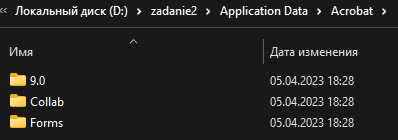 « Локальный диск (D:) › zadanie2 › Application Data › Acrobat ›
Имя Дата изменения
9.0 05.04.2023 18:28
Collab 05.04.2023 18:28
Forms 05.04.2023 18:28